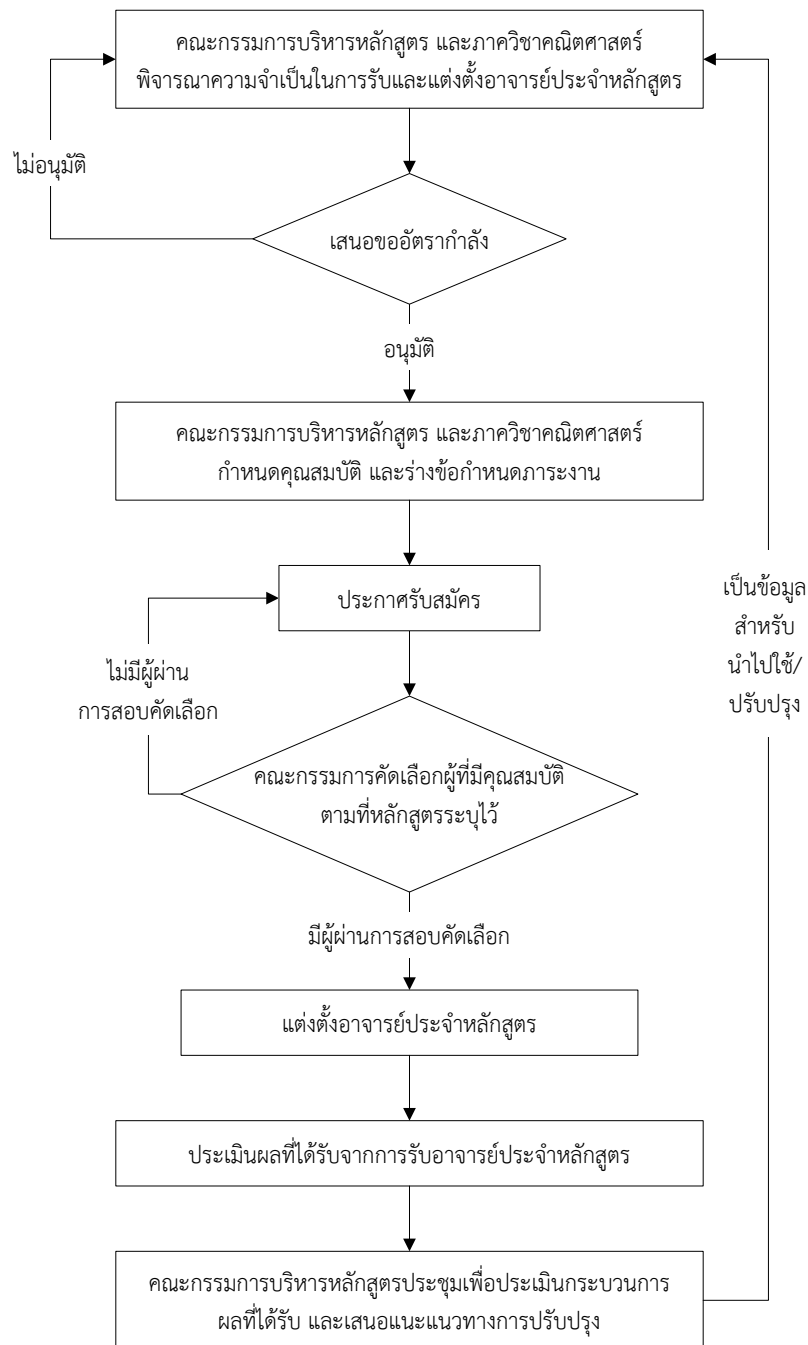 คณะกรรมการบริหารหลักสูตร และภาควิชาคณิตศาสตร์
พิจารณาความจำเป็นในการรับและแต่งตั้งอาจารย์ประจำหลักสูตร
ไม่อนุมัติ
เสนอขออัตรากำลัง
อนุมัติ
คณะกรรมการบริหารหลักสูตร และภาควิชาคณิตศาสตร์
กำหนดคุณสมบัติ และร่างข้อกำหนดภาระงาน
ประกาศรับสมัคร
ไม่มีผู้ผ่าน
การสอบคัดเลือก
คณะกรรมการคัดเลือกผู้ที่มีคุณสมบัติ
ตามที่หลักสูตรระบุไว้
มีผู้ผ่านการสอบคัดเลือก
แต่งตั้งอาจารย์ประจำหลักสูตร
ประเมินผลที่ได้รับจากการรับอาจารย์ประจำหลักสูตร
คณะกรรมการบริหารหลักสูตรประชุมเพื่อประเมินกระบวนการ
ผลที่ได้รับ และเสนอแนะแนวทางการปรับปรุง
เป็นข้อมูล
สำหรับ
นำไปใช้/
ปรับปรุง